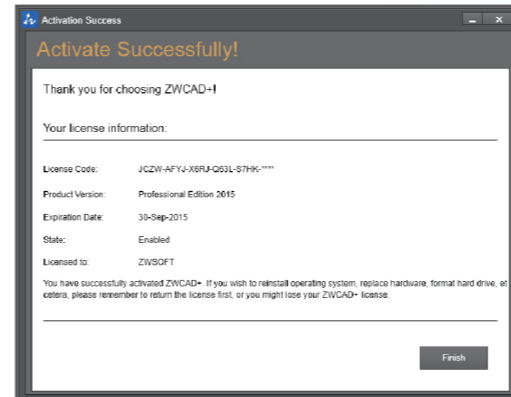 Activation Success
Activate Successfully!
Thank you for choosing ZWCAD+!
Your license information:
License Code: JCZW-AFYJ-X6RJ-Q63L-S7HK-****
Product Version: Professional Edition 2015
Expiration Date: 30-Sep-2015
State: Enabled
Licensed to: ZWSOFT
You have successfully activated ZWCAD+. If you wish to reinstall operating system, replace hardware, format hard drive, et
cetera, please remember to return the license first, or you might lose your ZWCAD+ license.
Finish